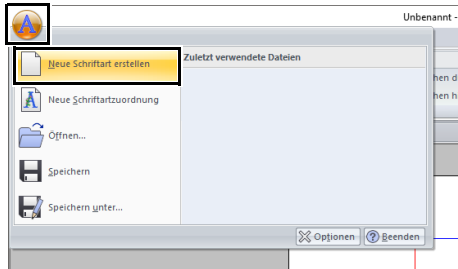 Unbenannt -
Neue Schriftart erstellen
Zuletzt verwendete Dateien
Neue Schriftartzuordnung
Öffnen...
Speichern
Speichern unter...
Optionen
Beenden